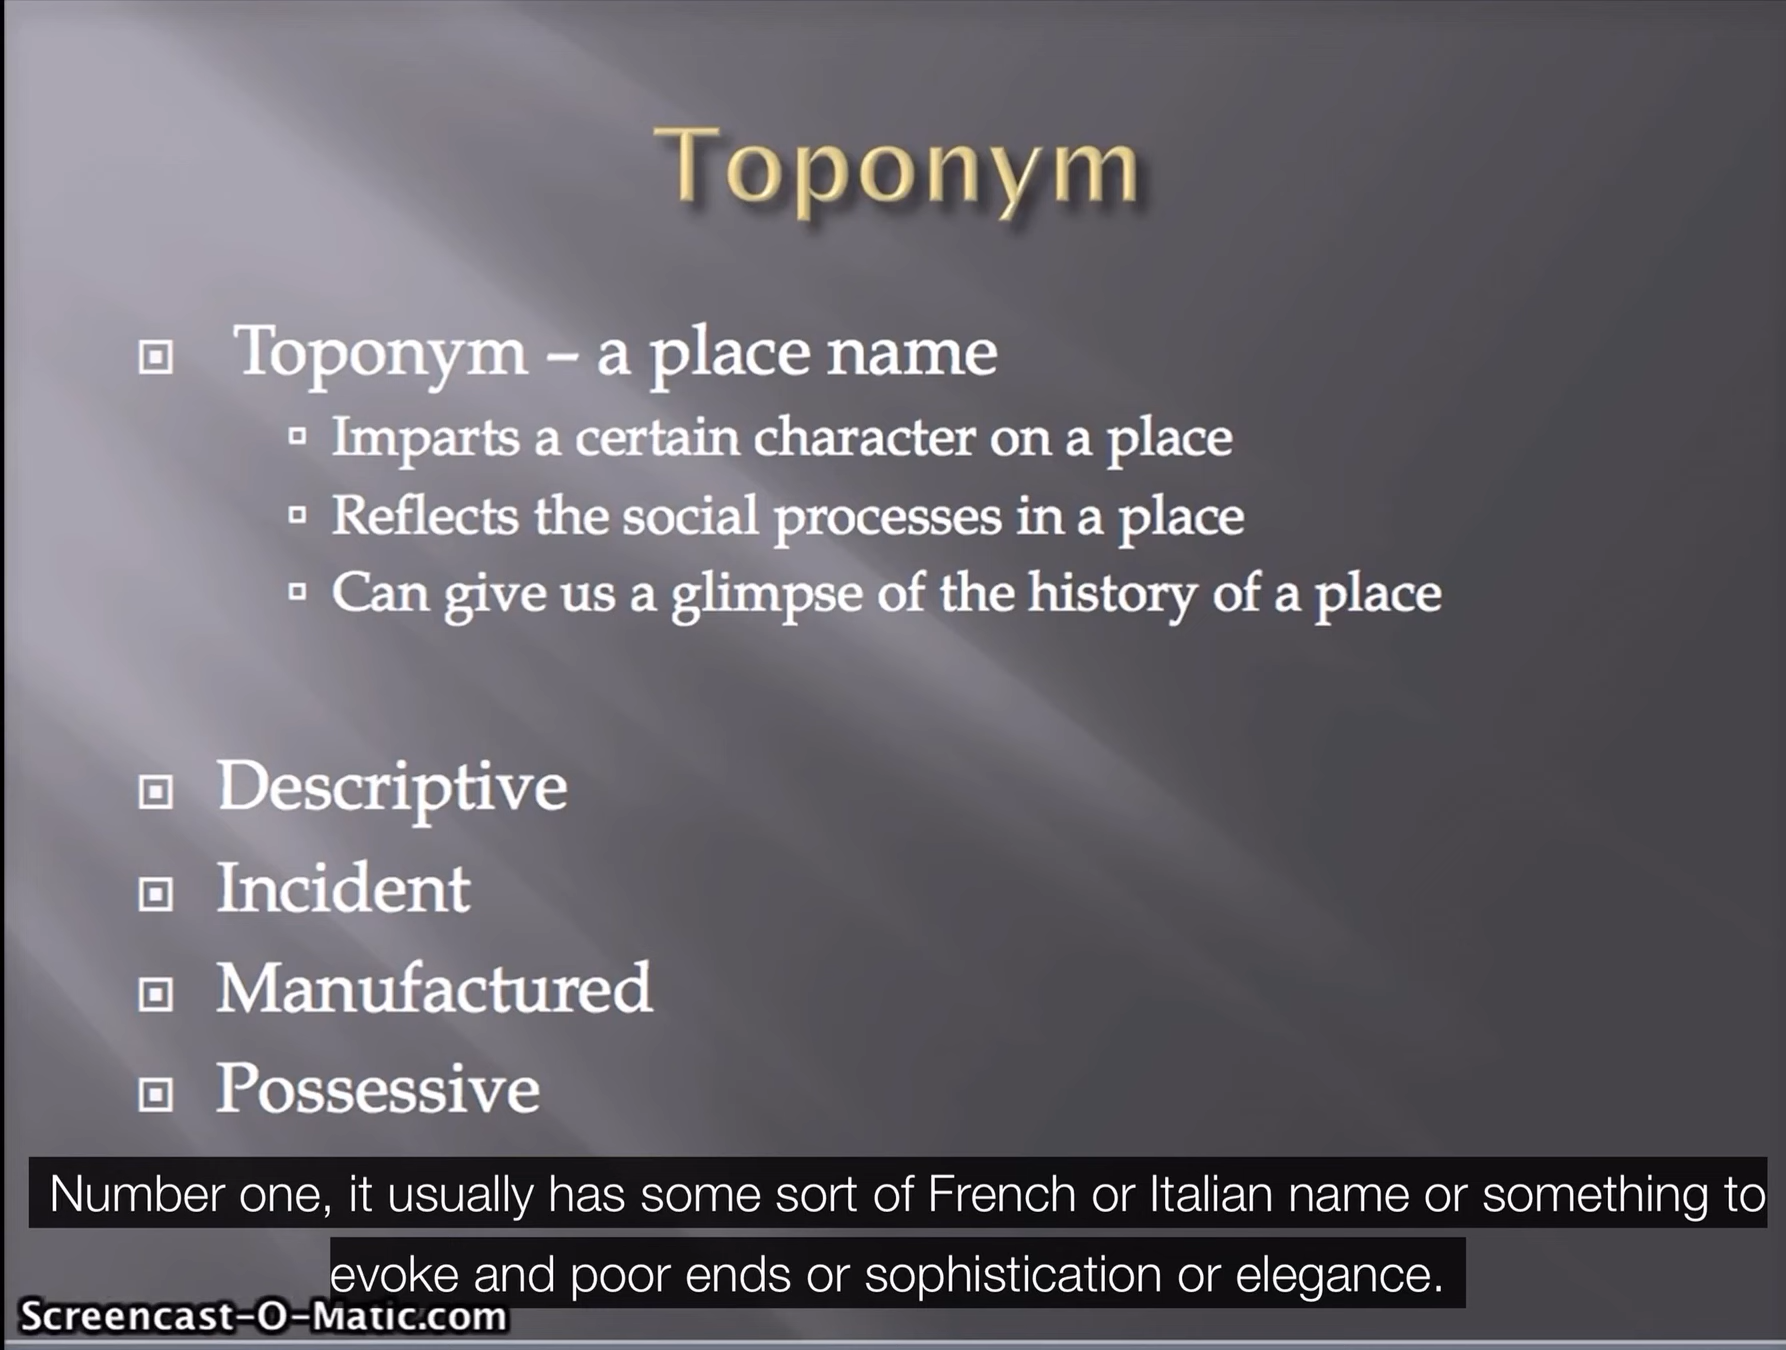 Toponym
Toponym – a place name
Imparts a certain character on a place
Reflects the social processes in a place
Can give us a glimpse of the history of a place
Descriptive
Incident
Manufactured
Possessive
Number one, it usually has some sort of French or Italian name or something to
evoke and poor ends or sophistication or elegance.
Screencast-O-Matic.com